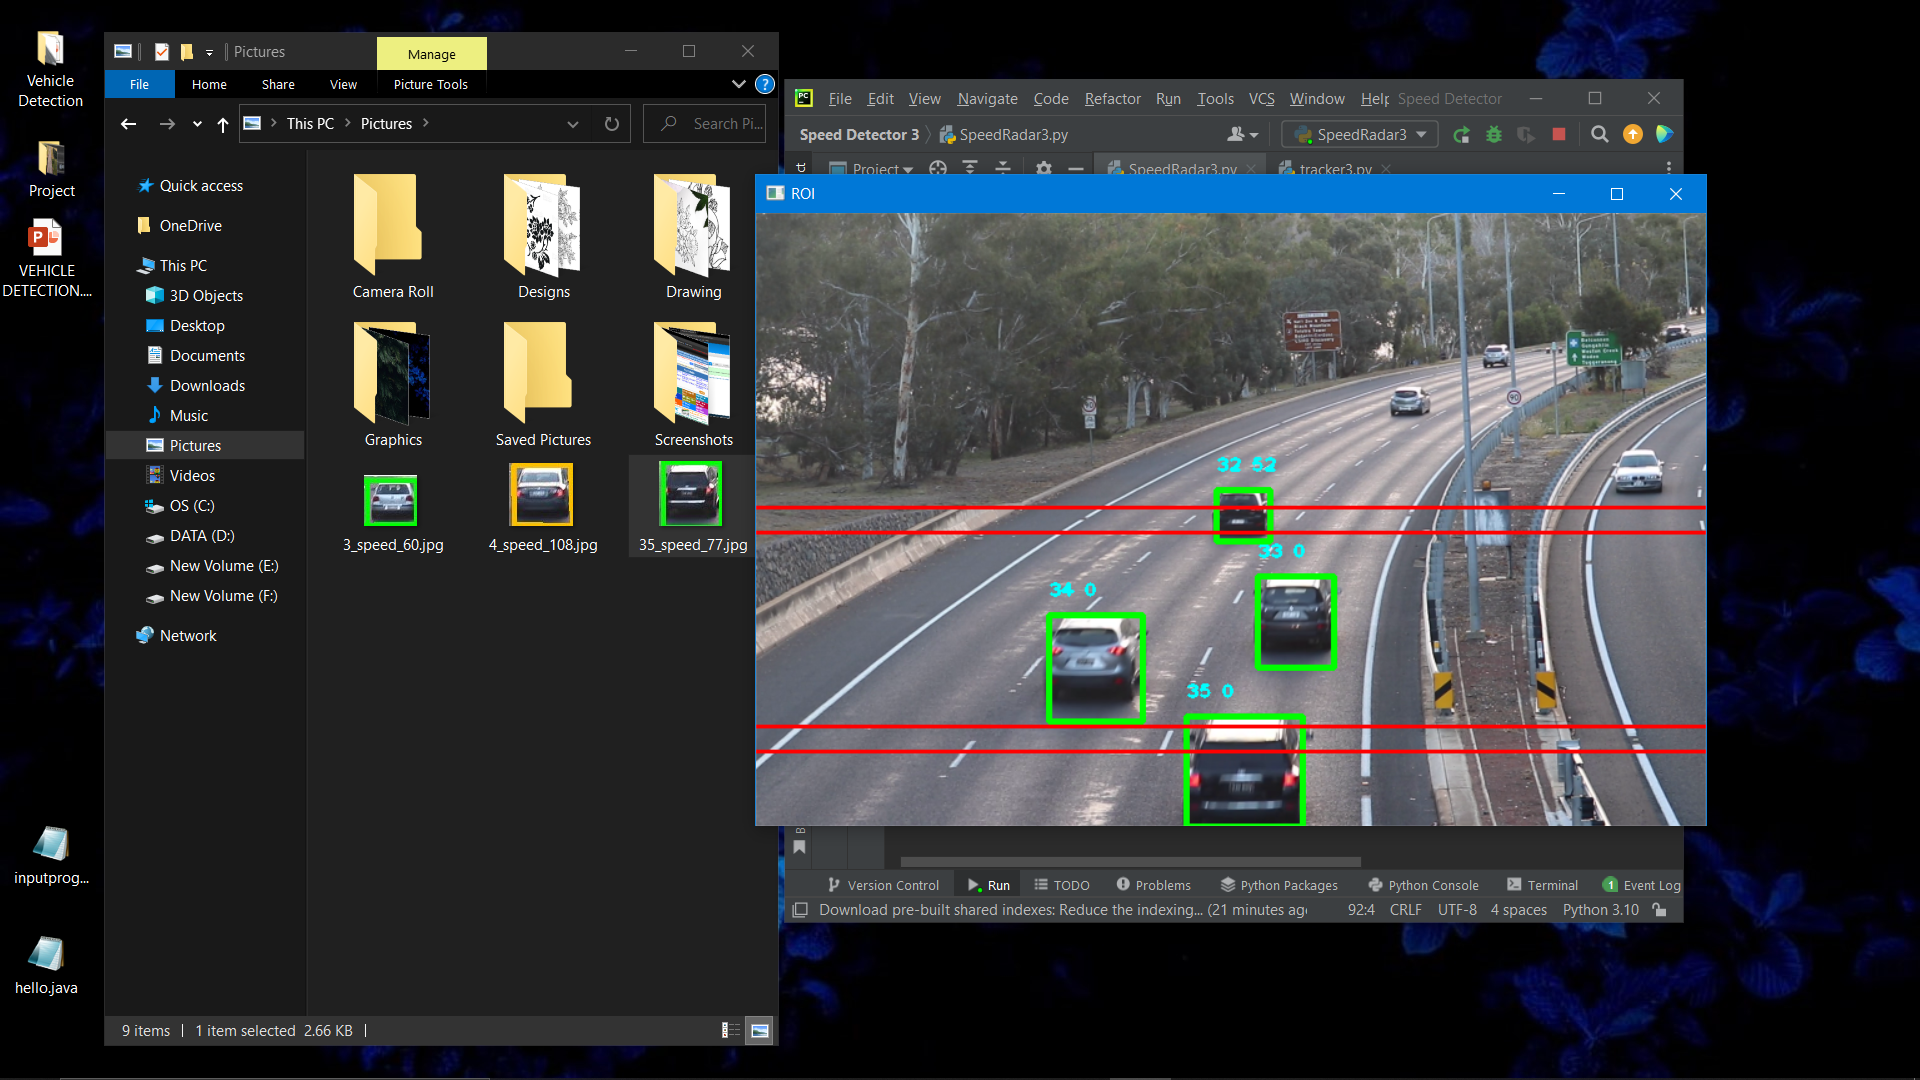 Vehicle
Detection
Project
VEHICLE
DETECTION....
inputprog...
hello.java
Pictures
Manage
File
Home
Share
View
Picture Tools
This PC
Pictures
Search Pi...
Quick access
OneDrive
This PC
3D Objects
Desktop
Documents
Downloads
Music
Pictures
Videos
OS (C:)
DATA (D:)
New Volume (E:)
New Volume (F:)
Network
Camera Roll
Designs
Drawing
Graphics
Saved Pictures
Screenshots
3_speed_60.jpg
4_speed_108.jpg
35_speed_77.jpg
9 items
1 item selected 2.66 KB
PC File Edit View Navigate Code Refactor Run Tools VCS Window Help Speed Detector
Speed Detector 3
SpeedRadar3.py
SpeedRadar3
Project
SpeedRadar3.py
tracker3.py
ROI
90
32 52
33 0
34 0
35 0
Version Control
Run
TODO
Problems
Python Packages
Python Console
Terminal
1 Event Log
Download pre-built shared indexes: Reduce the indexing... (21 minutes ago
92:4 CRLF UTF-8 4 spaces Python 3.10